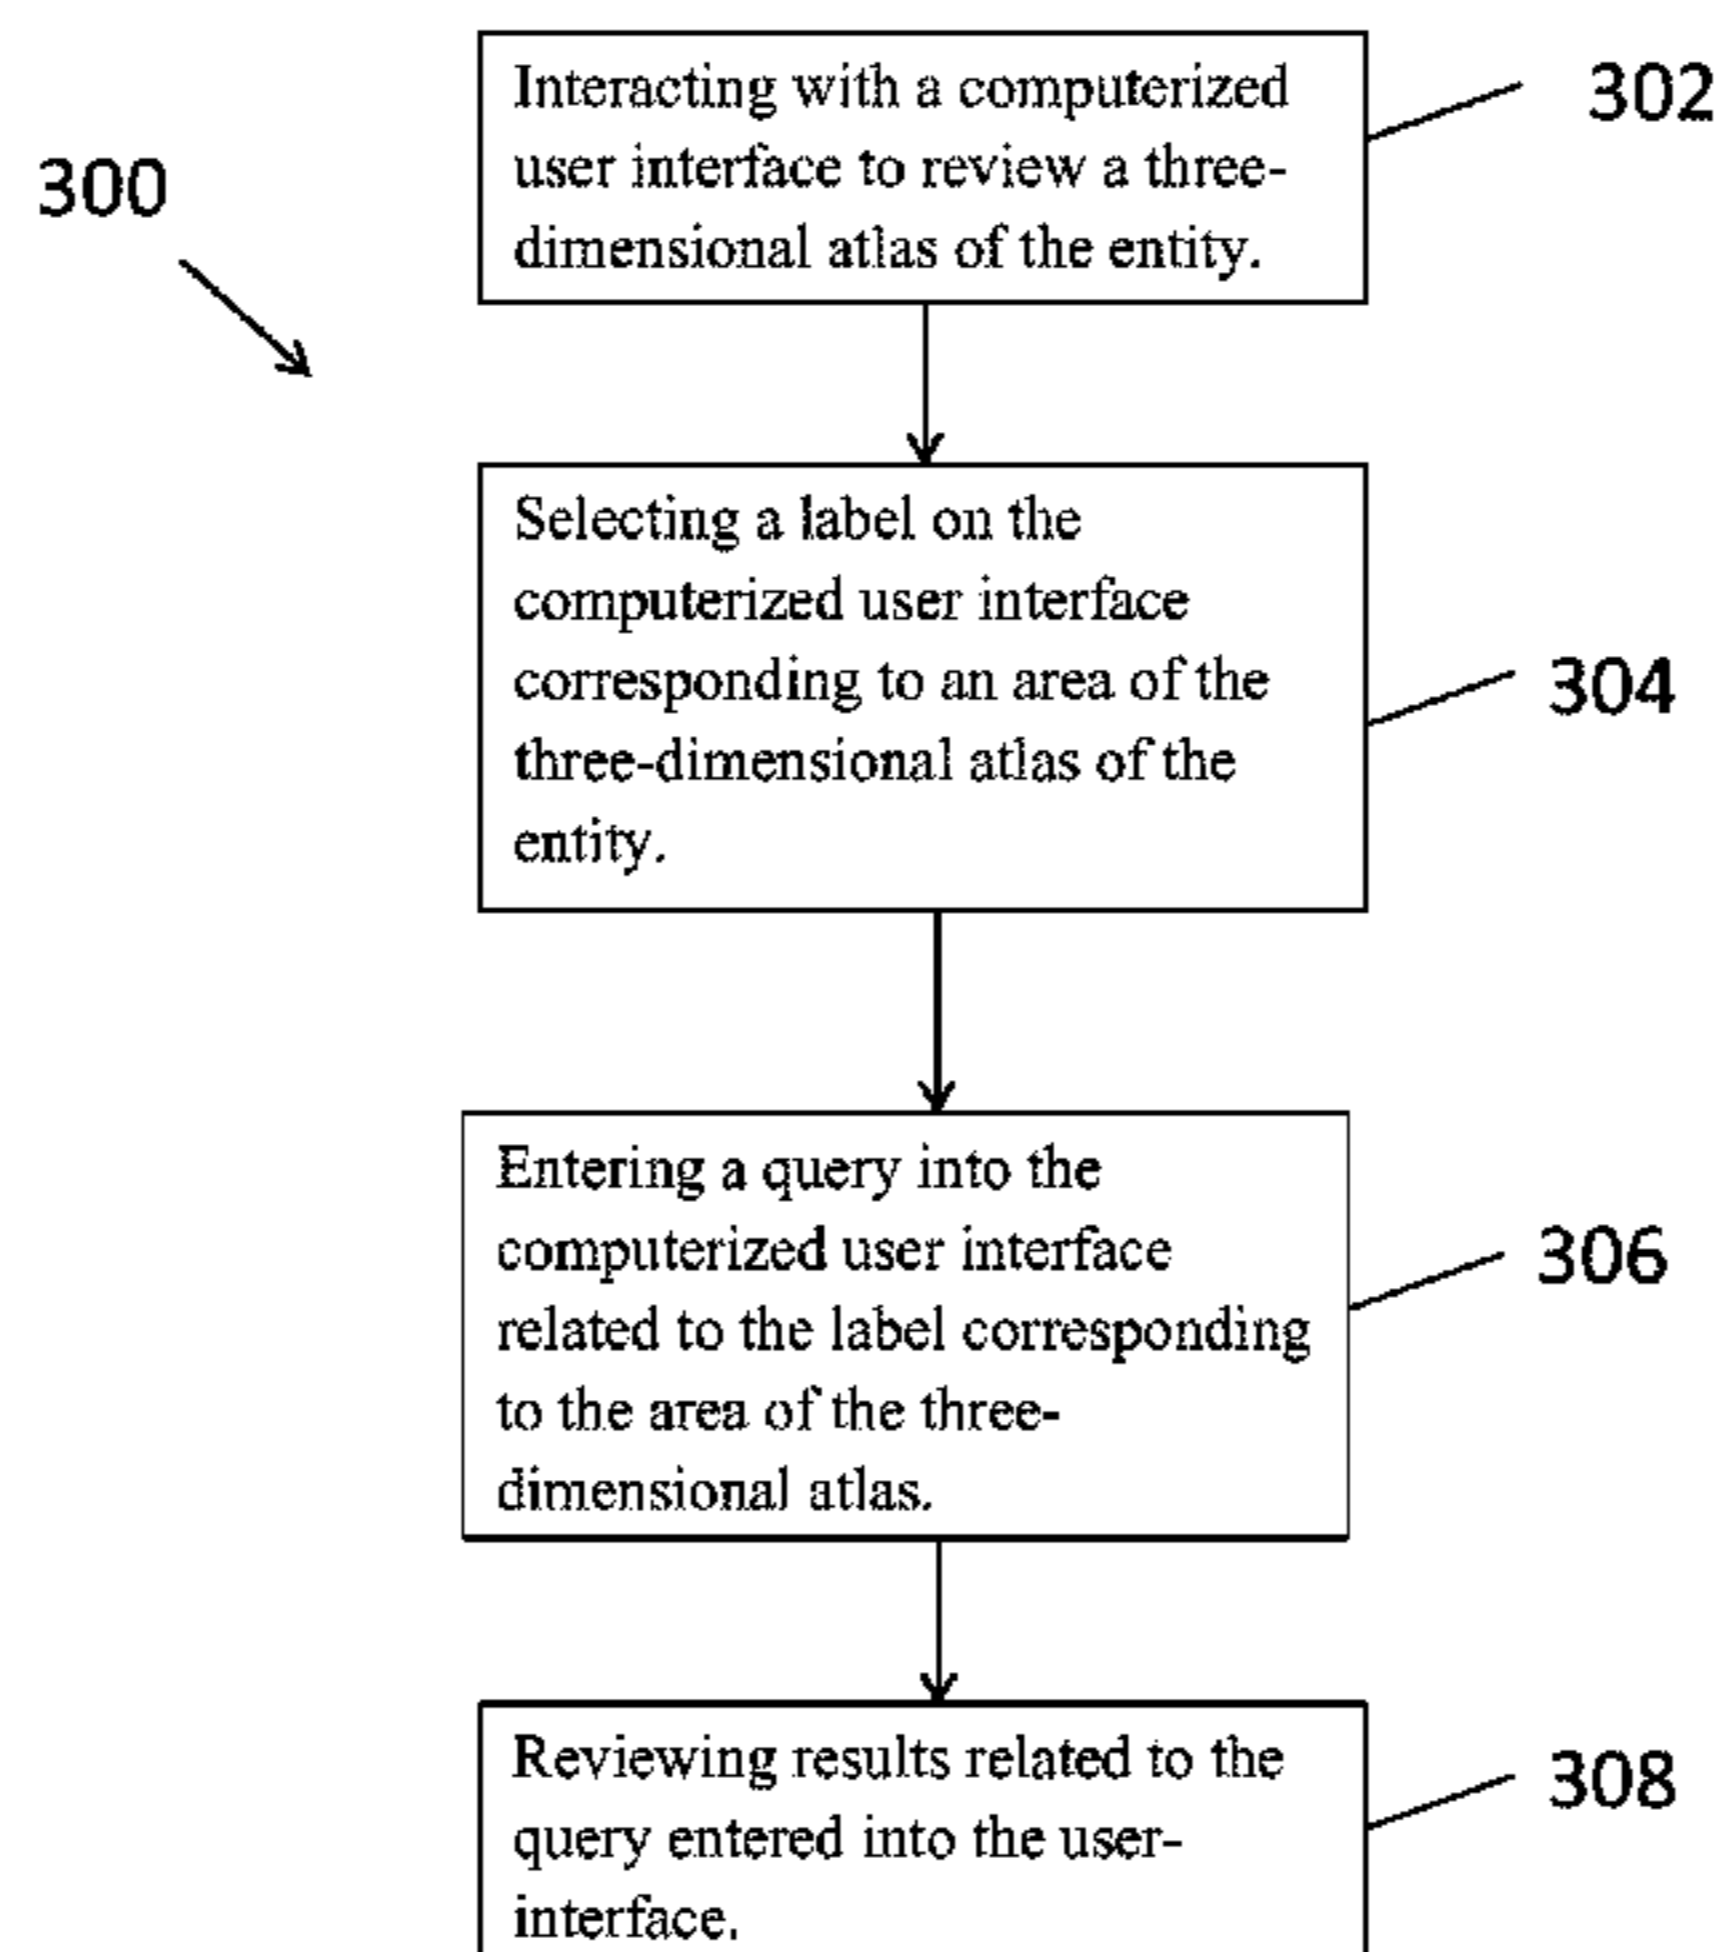 300
Interacting with a computerized
user interface to review a three-
dimensional atlas of the entity.
302
Selecting a label on the
computerized user interface
corresponding to an area of the
three-dimensional atlas of the
entity.
304
Entering a query into the
computerized user interface
related to the label corresponding
to the area of the three-
dimensional atlas.
306
Reviewing results related to the
query entered into the user-
interface.
308